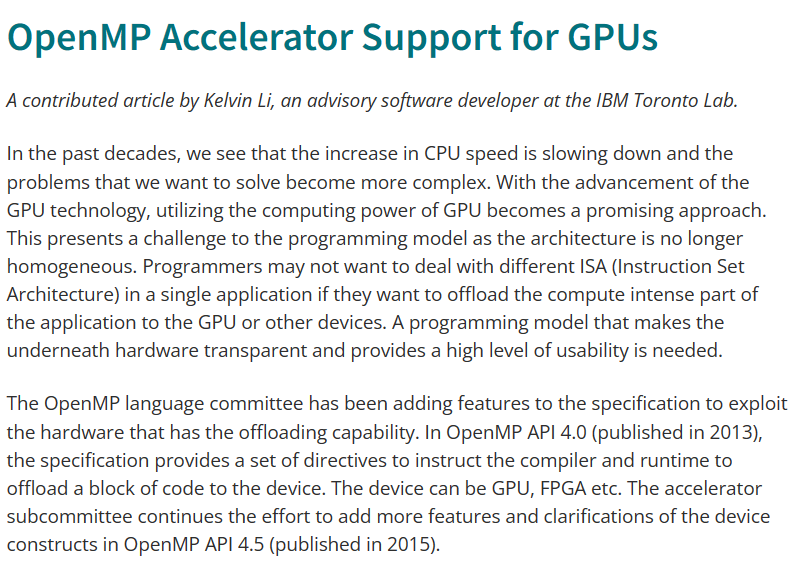 OpenMP Accelerator Support for GPUs
A contributed article by Kelvin Li, an advisory software developer at the IBM Toronto Lab.
In the past decades, we see that the increase in CPU speed is slowing down and the
problems that we want to solve become more complex. With the advancement of the
GPU technology, utilizing the computing power of GPU becomes a promising approach.
This presents a challenge to the programming model as the architecture is no longer
homogeneous. Programmers may not want to deal with different ISA (Instruction Set
Architecture) in a single application if they want to offload the compute intense part of
the application to the GPU or other devices. A programming model that makes the
underneath hardware transparent and provides a high level of usability is needed.
The OpenMP language committee has been adding features to the specification to exploit
the hardware that has the offloading capability. In OpenMP API 4.0 (published in 2013),
the specification provides a set of directives to instruct the compiler and runtime to
offload a block of code to the device. The device can be GPU, FPGA etc. The accelerator
subcommittee continues the effort to add more features and clarifications of the device
constructs in OpenMP API 4.5 (published in 2015).